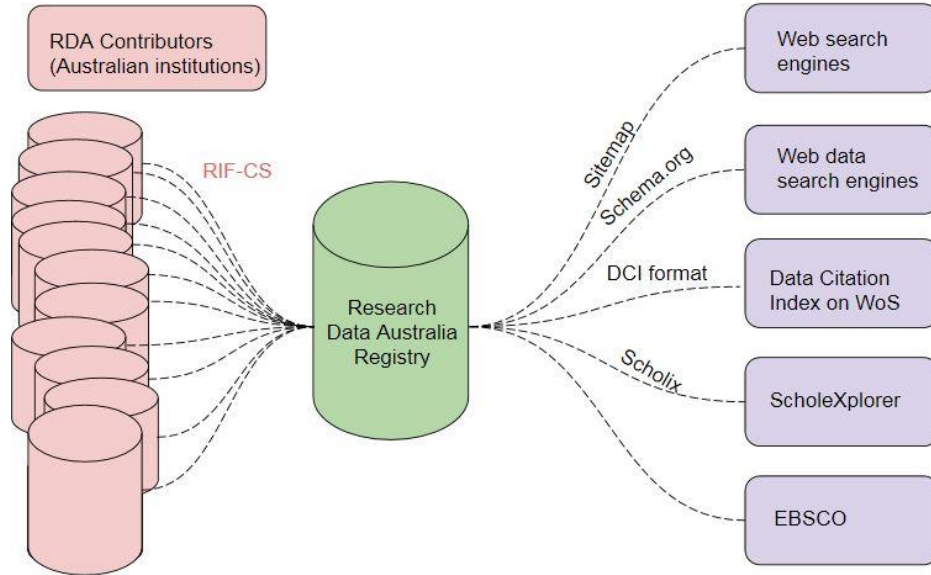 RDA Contributors
(Australian institutions)
RIF-CS
Research
Data Australia
Registry
Sitemap
Schema.org
DCI format
Scholix
Web search
engines
Web data
search engines
Data Citation
Index on WoS
ScholeXplorer
EBSCO